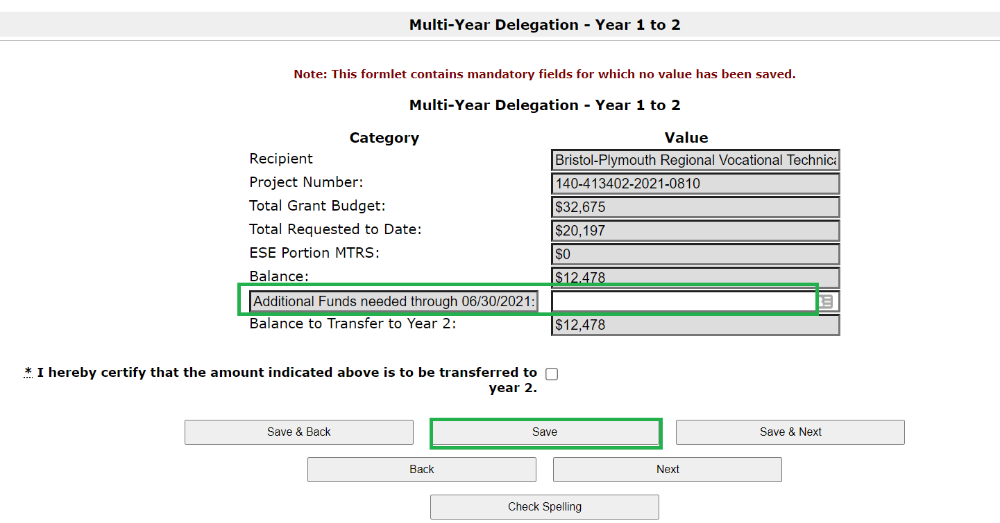 Multi-Year Delegation - Year 1 to 2
Note: This formlet contains mandatory fields for which no value has been saved.
Multi-Year Delegation - Year 1 to 2
Category Value
Recipient Bristol-Plymouth Regional Vocational Technica
Project Number: 140-413402-2021-0810
Total Grant Budget: $32,675
Total Requested to Date: $20,197
ESE Portion MTRS: $0
Balance: $12,478
Additional Funds needed through 06/30/2021:
Balance to Transfer to Year 2: $12,478
* I hereby certify that the amount indicated above is to be transferred to
year 2.
Save & Back Save Save & Next
Back Next
Check Spelling